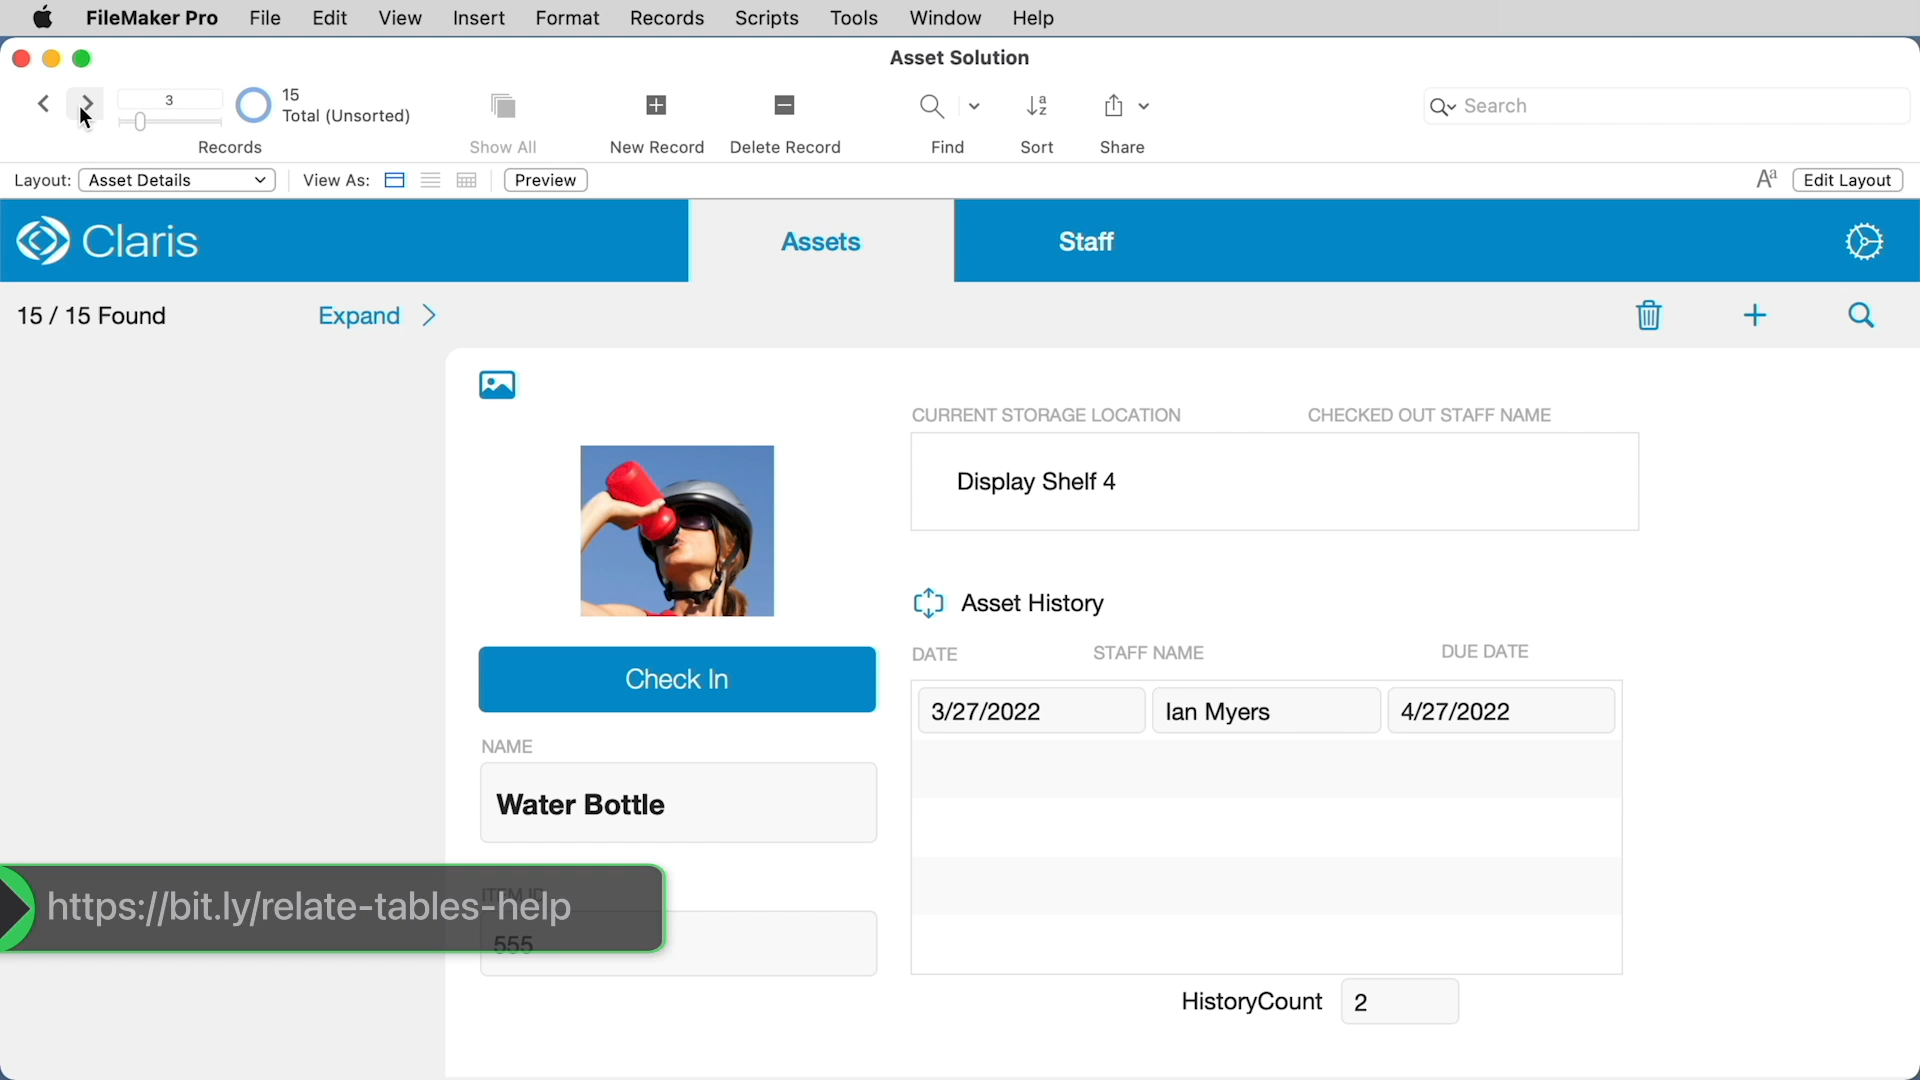 FileMaker Pro File Edit View Insert Format Records Scripts Tools Window Help
Asset Solution
3
15
Total (Unsorted)
Search
Records
Show All
New Record
Delete Record
Find
Sort
Share
Layout: Asset Details
View As:
Preview
Aa
Edit Layout
Claris
Assets
Staff
15 / 15 Found
Expand
CURRENT STORAGE LOCATION
CHECKED OUT STAFF NAME
Display Shelf 4
Asset History
DATE
STAFF NAME
DUE DATE
3/27/2022
Ian Myers
4/27/2022
Check In
NAME
Water Bottle
ITEM ID
https://bit.ly/relate-tables-help
555
HistoryCount 2